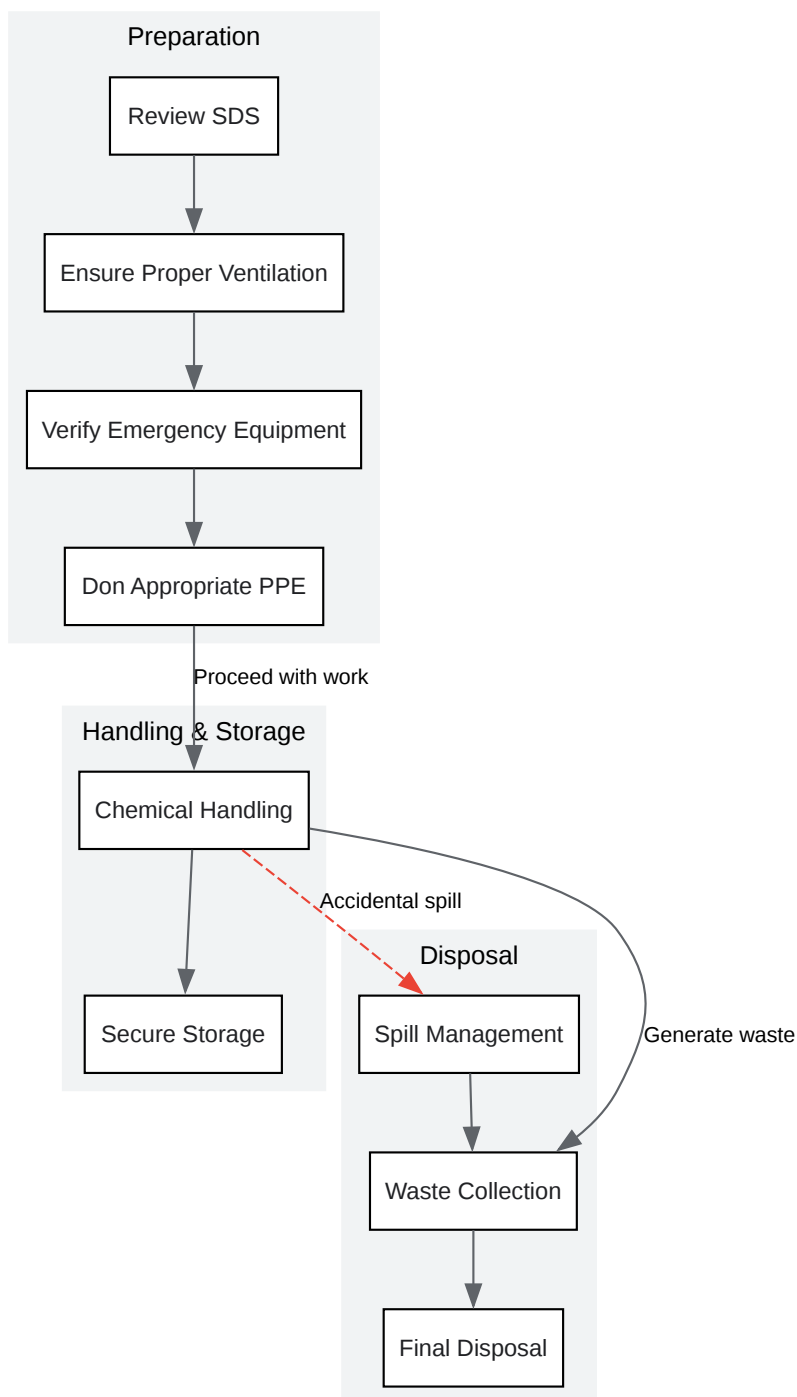 Preparation
Review SDS
Ensure Proper Ventilation
Verify Emergency Equipment
Don Appropriate PPE
Proceed with work
Handling & Storage
Chemical Handling
Accidental spill
Disposal
Secure Storage
Spill Management
Generate waste
Waste Collection
Final Disposal